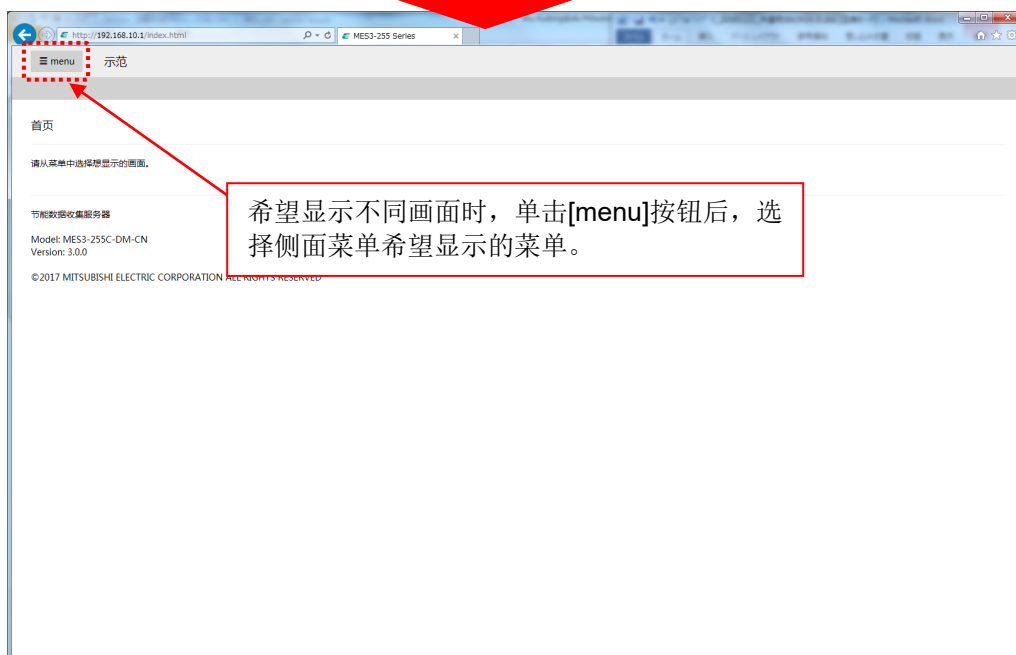 http://192.168.10.1/index.html
MES3-255 Series
menu 示范
首页
请从菜单中选择想显示的画面。
希望显示不同画面时，单击[menu]按钮后，选
择侧面菜单希望显示的菜单。
节能数据收集服务器
Model: MES3-255C-DM-CN
Version: 3.0.0
©2017 MITSUBISHI ELECTRIC CORPORATION ALL RIGHTS RESERVED